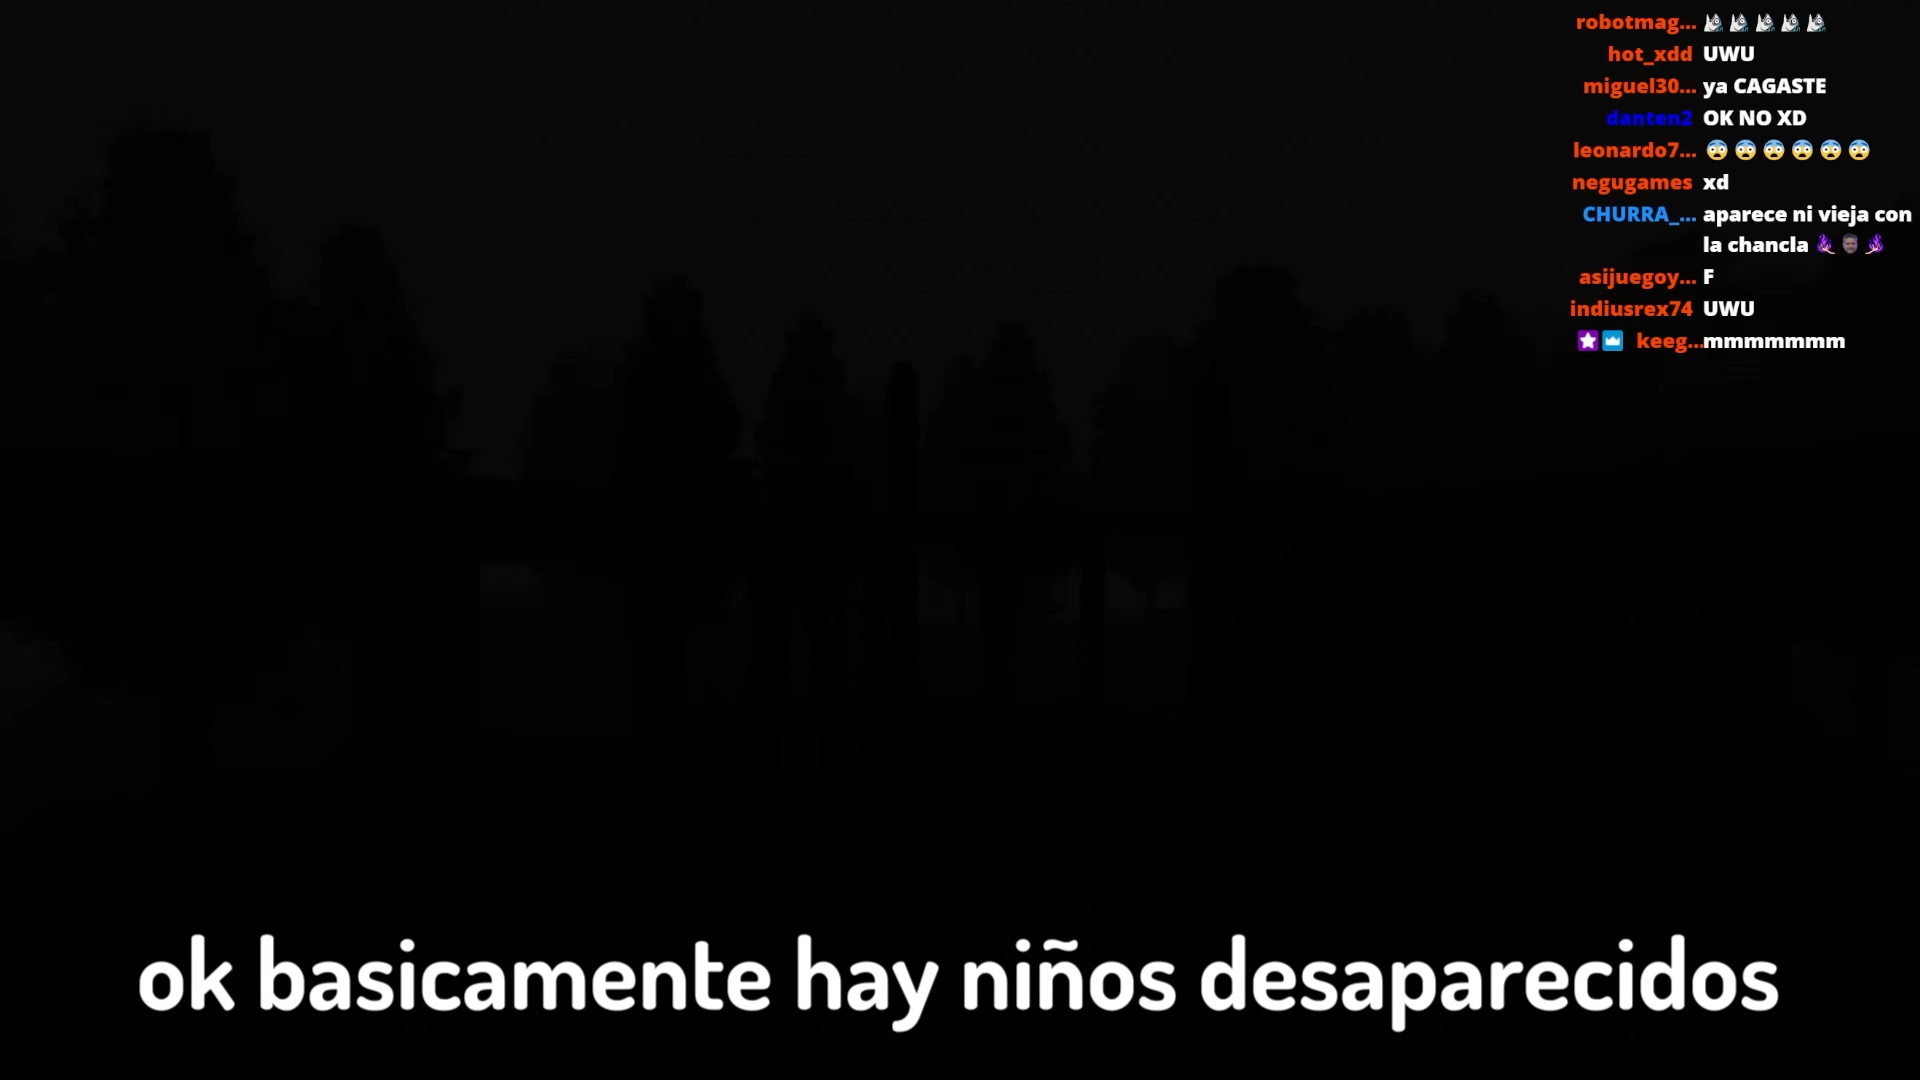 robotmag...
hot_xdd UWU
miguel30... ya CAGASTE
danten2 OK NO XD
leonardo7... 😨😨😨😨😨😨
negugames xd
CHURRA_... aparece ni vieja con
la chancla
asijuegoy... F
indiusrex74 UWU
keeg...mmmmmmm
ok basicamente hay niños desaparecidos